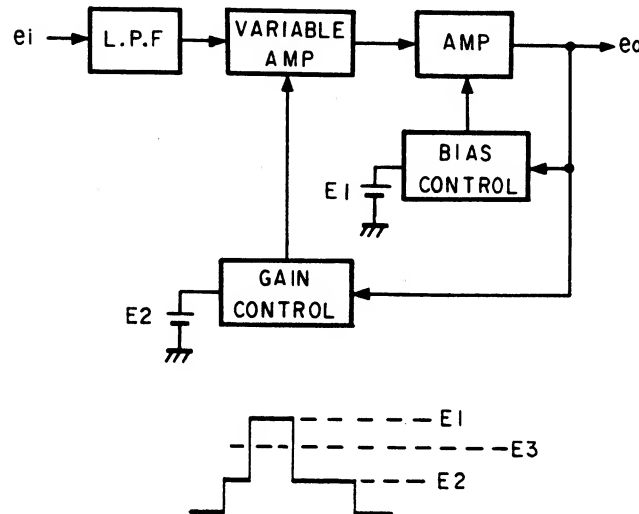 ei
L.P.F
VARIABLE
AMP
AMP
eo
BIAS
CONTROL
E1
GAIN
CONTROL
E2
E1
E3
E2